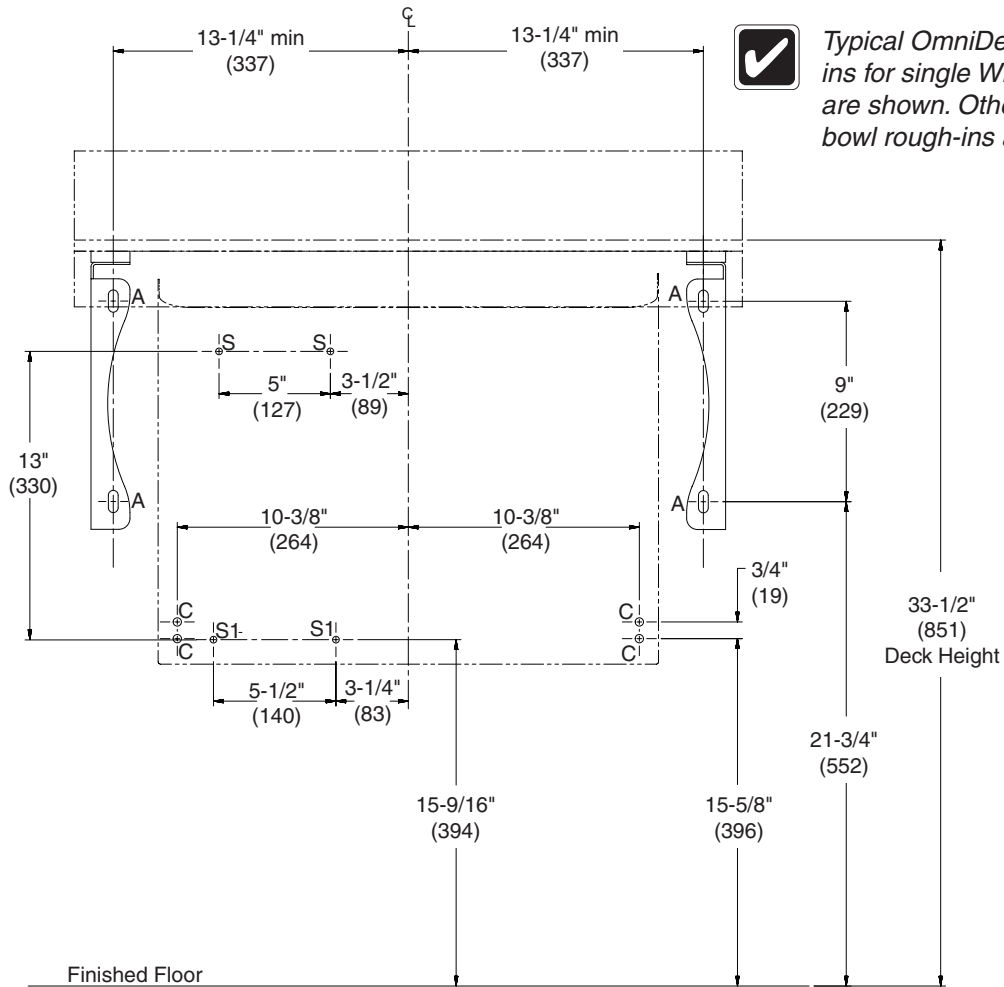 ℄
13-1/4" min
(337)
13-1/4" min
(337)
Typical OmniDe
ins for single W
are shown. Othe
bowl rough-ins
A
A
S
S
5"
(127)
3-1/2"
(89)
9"
(229)
13"
(330)
A
A
10-3/8"
(264)
10-3/8"
(264)
3/4"
(19)
C
C
S1
S1
C
C
33-1/2"
(851)
Deck Height
5-1/2"
(140)
3-1/4"
(83)
21-3/4"
(552)
15-9/16"
(394)
15-5/8"
(396)
Finished Floor